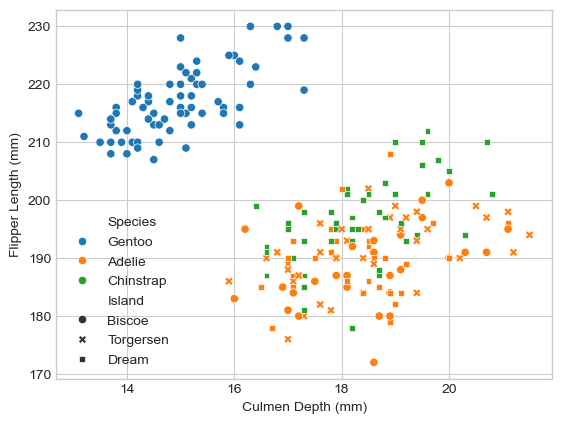 230
220
210
200
190
180
170
Flipper Length (mm)
Species
Gentoo
Adelie
Chinstrap
Island
Biscoe
Torgersen
Dream
14
16
18
20
Culmen Depth (mm)